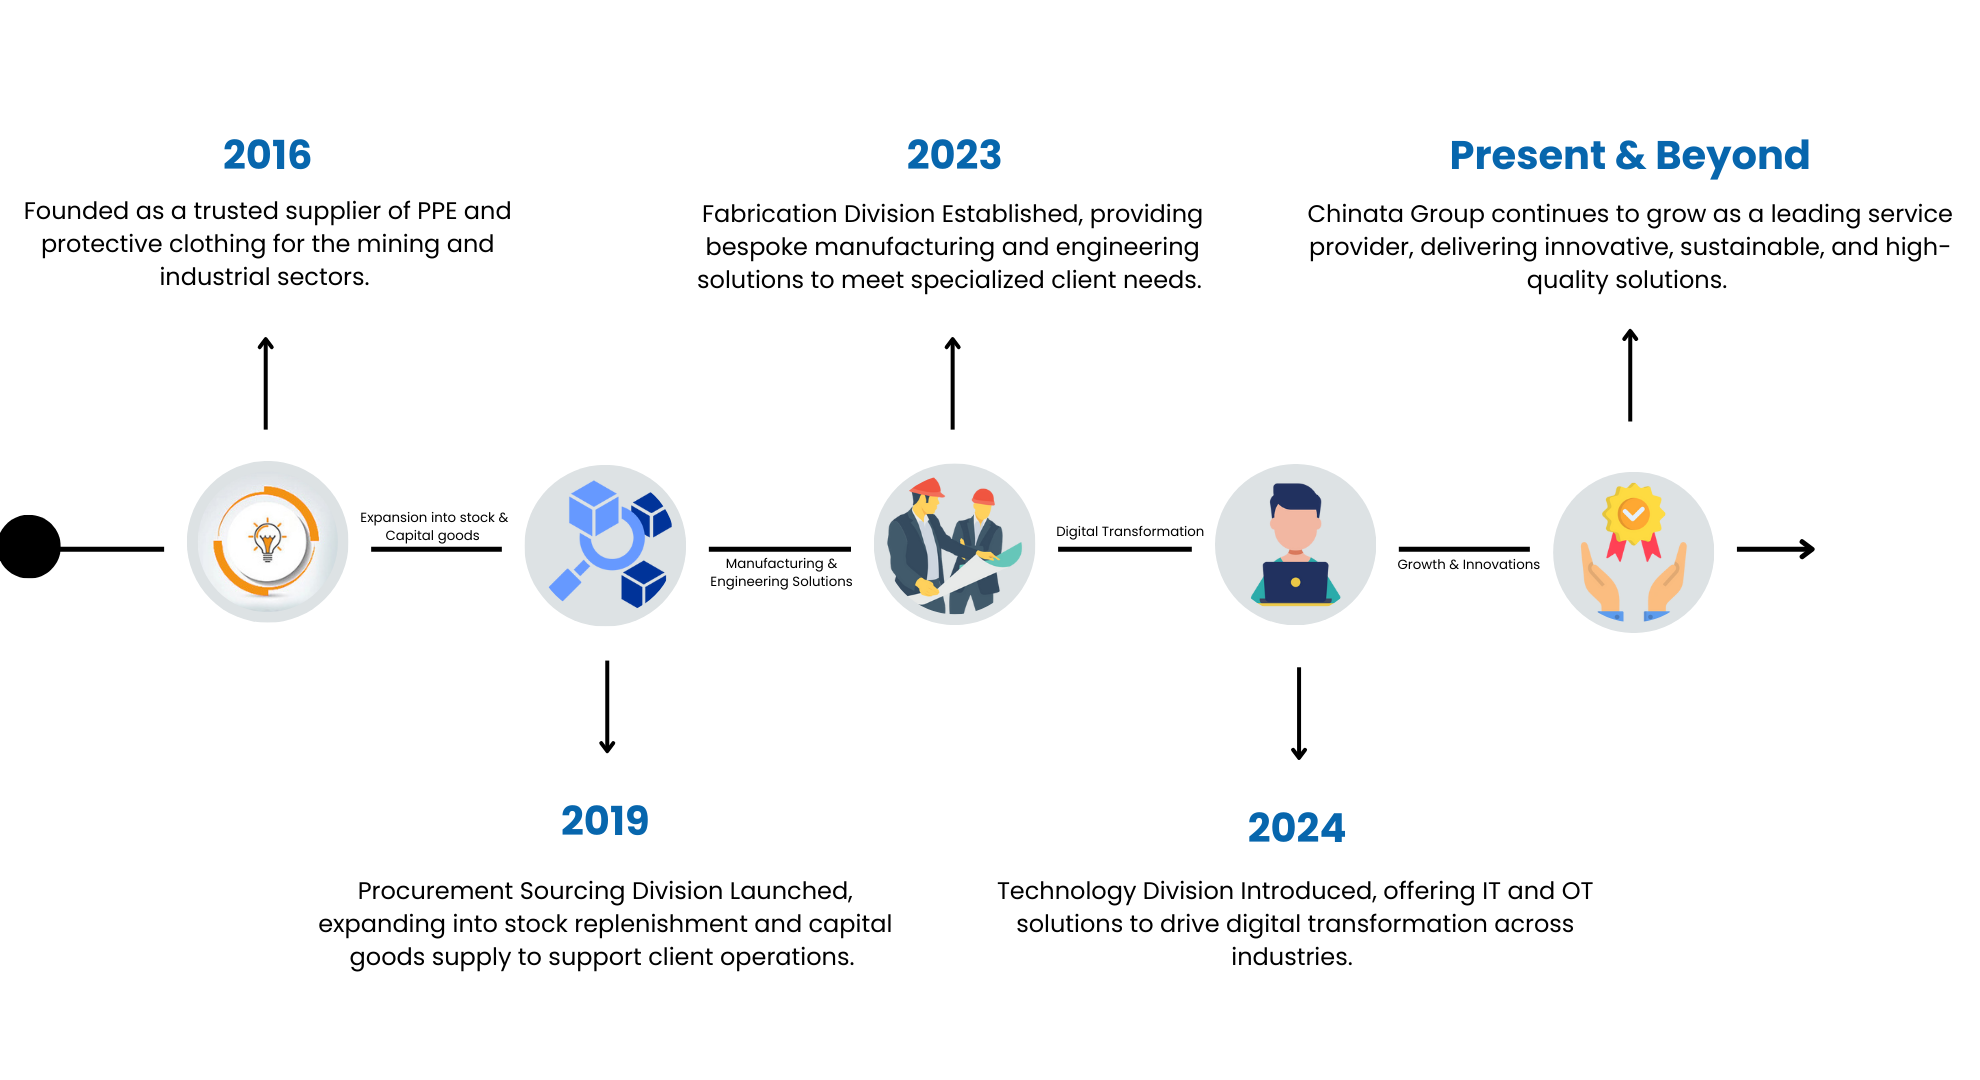 2016
Founded as a trusted supplier of PPE and
protective clothing for the mining and
industrial sectors.
2023
Fabrication Division Established, providing
bespoke manufacturing and engineering
solutions to meet specialized client needs.
Present & Beyond
Chinata Group continues to grow as a leading service
provider, delivering innovative, sustainable, and high-
quality solutions.
Expansion into stock &
Capital goods
Manufacturing &
Engineering Solutions
Digital Transformation
Growth & Innovations
2019
Procurement Sourcing Division Launched,
expanding into stock replenishment and capital
goods supply to support client operations.
2024
Technology Division Introduced, offering IT and OT
solutions to drive digital transformation across
industries.